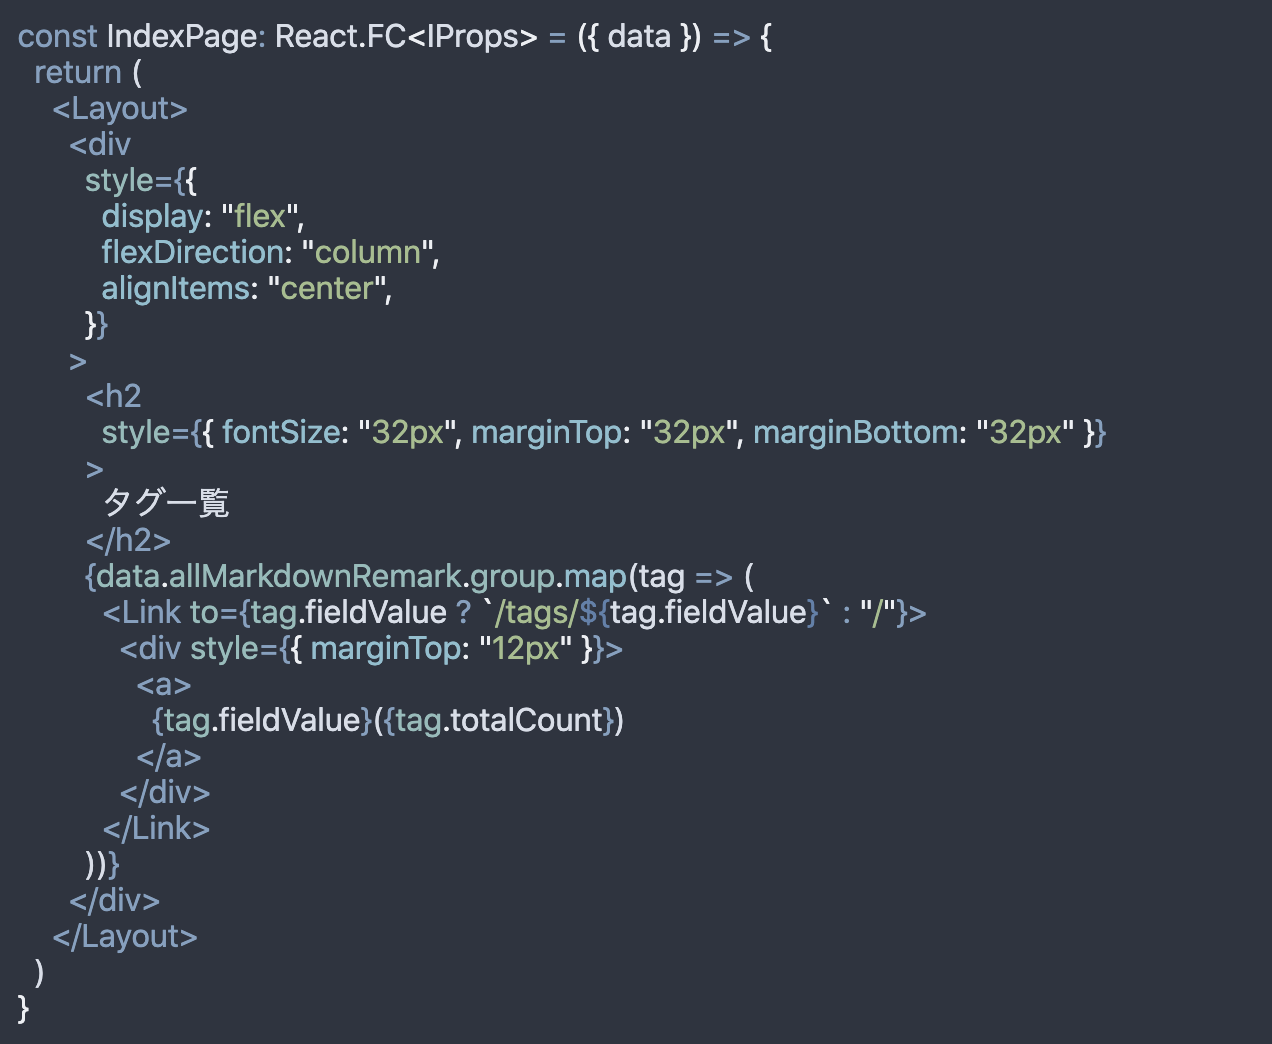 const IndexPage: React.FC<IProps> = ({ data }) => {
  return (
    <Layout>
      <div
        style={{
          display: "flex",
          flexDirection: "column",
          alignItems: "center",
        }}
      >
        <h2
          style={{ fontSize: "32px", marginTop: "32px", marginBottom: "32px" }}
        >
          タグ一覧
        </h2>
        {data.allMarkdownRemark.group.map(tag => (
          <Link to={tag.fieldValue ? `/tags/${tag.fieldValue}` : "/"}>
            <div style={{ marginTop: "12px" }}>
              <a>
                {tag.fieldValue}({tag.totalCount})
              </a>
            </div>
          </Link>
        ))}
      </div>
    </Layout>
  )
}